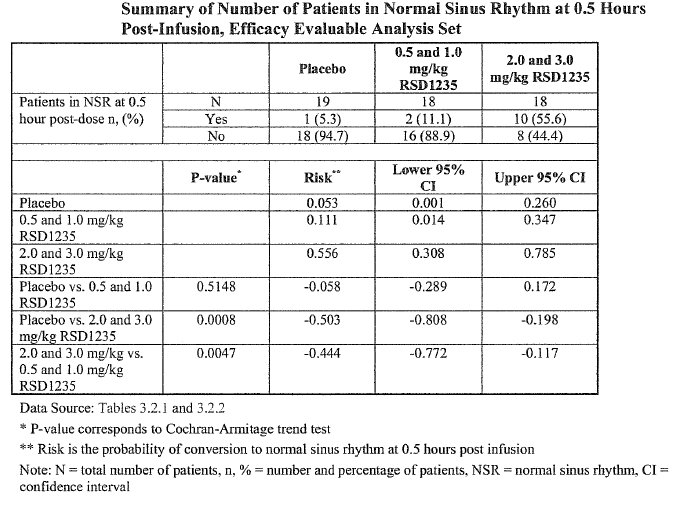 Summary of Number of Patients in Normal Sinus Rhythm at 0.5 Hours
Post-Infusion, Efficacy Evaluable Analysis Set
Placebo 0.5 and 1.0 mg/kg RSD1235 2.0 and 3.0 mg/kg RSD1235
Patients in NSR at 0.5 hour post-dose n, (%) N 19 18 18
Yes 1 (5.3) 2 (11.1) 10 (55.6)
No 18 (94.7) 16 (88.9) 8 (44.4)
P-value* Risk** Lower 95% CI Upper 95% CI
Placebo 0.053 0.001 0.260
0.5 and 1.0 mg/kg RSD1235 0.111 0.014 0.347
2.0 and 3.0 mg/kg RSD1235 0.556 0.308 0.785
Placebo vs. 0.5 and 1.0 RSD1235 0.5148 -0.058 -0.289 0.172
Placebo vs. 2.0 and 3.0 mg/kg RSD1235 0.0008 -0.503 -0.808 -0.198
2.0 and 3.0 mg/kg vs. 0.5 and 1.0 mg/kg RSD1235 0.0047 -0.444 -0.772 -0.117
Data Source: Tables 3.2.1 and 3.2.2
* P-value corresponds to Cochran-Armitage trend test
** Risk is the probability of conversion to normal sinus rhythm at 0.5 hours post infusion
Note: N = total number of patients, n, % = number and percentage of patients, NSR = normal sinus rhythm, CI =
confidence interval